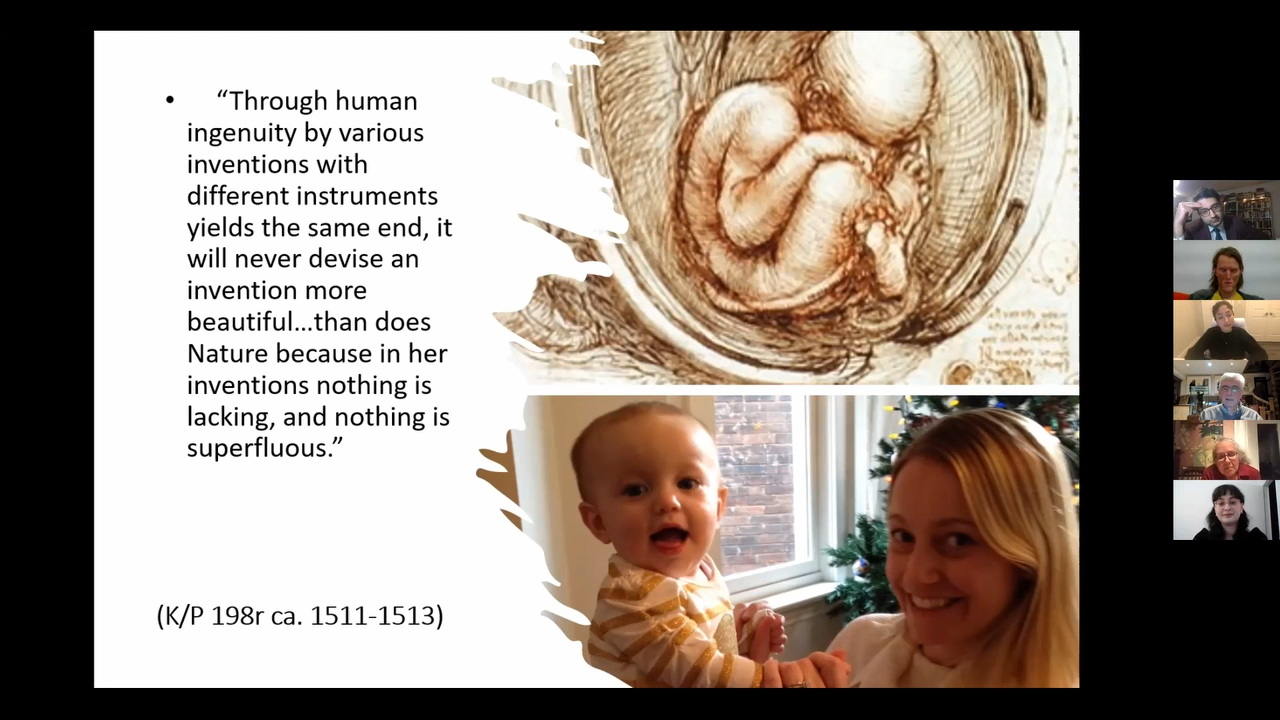 • “Through human
ingenuity by various
inventions with
different instruments
yields the same end, it
will never devise an
invention more
beautiful...than does
Nature because in her
inventions nothing is
lacking, and nothing is
superfluous.”
(K/P 198r ca. 1511-1513)